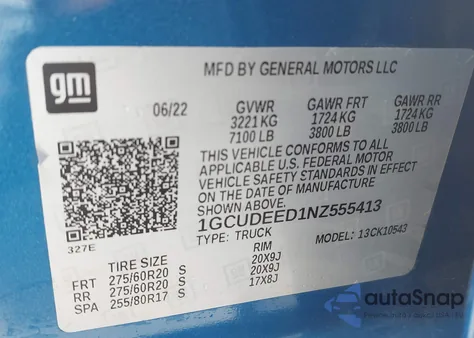 gm
MFD BY GENERAL MOTORS LLC
06/22 GVWR GAWR FRT GAWR RR
3221 KG 1724 KG 1724 KG
7100 LB 3800 LB 3800 LB
THIS VEHICLE CONFORMS TO ALL
APPLICABLE U.S. FEDERAL MOTOR
VEHICLE SAFETY STANDARDS IN EFFECT
ON THE DATE OF MANUFACTURE
SHOWN ABOVE.
1GCUDEED1NZ555413
327E
TYPE: TRUCK MODEL: 13CK10543
TIRE SIZE RIM
FRT 275/60R20 S 20X9J
RR 275/60R20 S 20X9J
SPA 255/80R17 S 17X8J
autaSnap